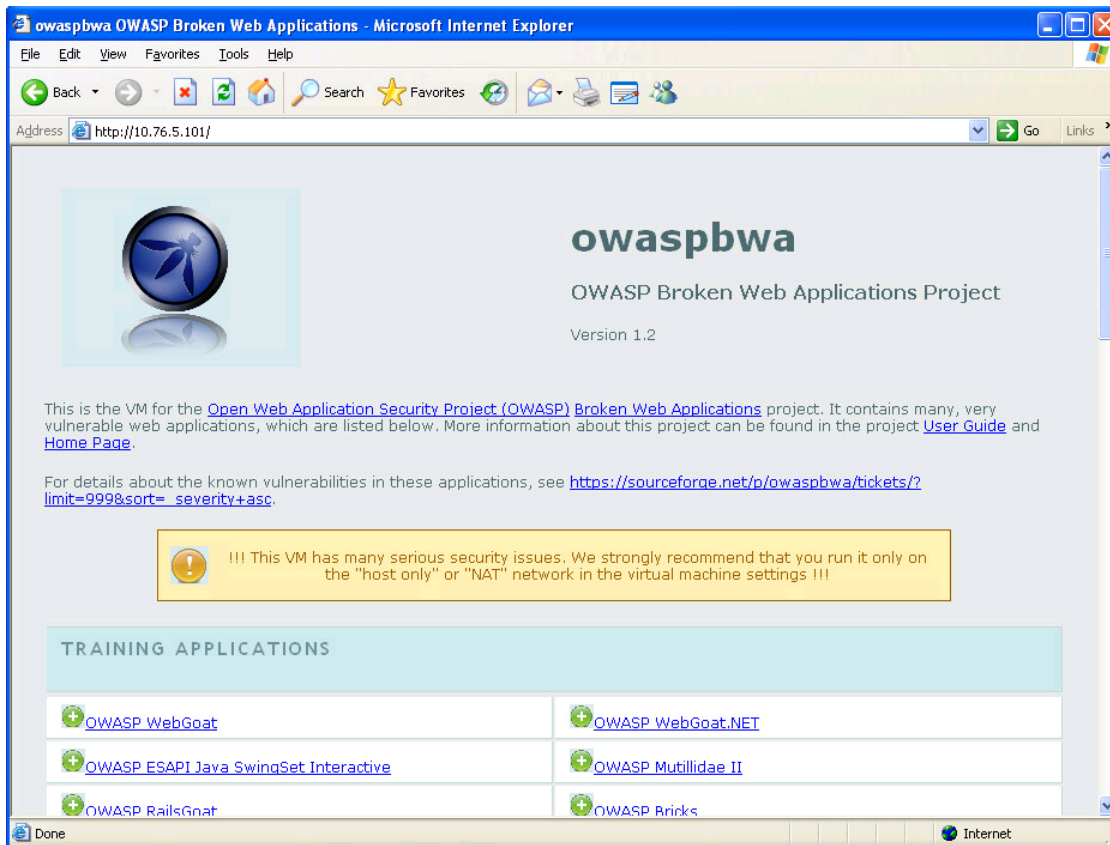 owaspbwa OWASP Broken Web Applications - Microsoft Internet Explorer
File Edit View Favorites Tools Help
Back Search Favorites
Address http://10.76.5.101/ Go Links
owaspbwa
OWASP Broken Web Applications Project
Version 1.2
This is the VM for the Open Web Application Security Project (OWASP) Broken Web Applications project. It contains many, very
vulnerable web applications, which are listed below. More information about this project can be found in the project User Guide and
Home Page.
For details about the known vulnerabilities in these applications, see https://sourceforge.net/p/owaspbwa/tickets/?
limit=999&sort=_severity+asc.
!!! This VM has many serious security issues. We strongly recommend that you run it only on
the "host only" or "NAT" network in the virtual machine settings !!!
TRAINING APPLICATIONS
OWASP WebGoat
OWASP WebGoat.NET
OWASP ESAPI Java SwingSet Interactive
OWASP Mutillidae II
OWASP RailsGoat
OWASP Bricks
Done Internet